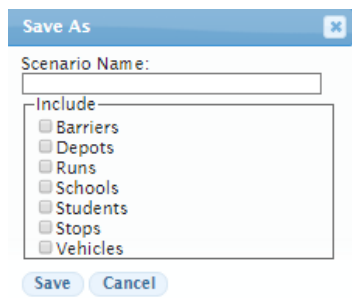 Save As
Scenario Name:
Include
Barriers
Depots
Runs
Schools
Students
Stops
Vehicles
Save Cancel